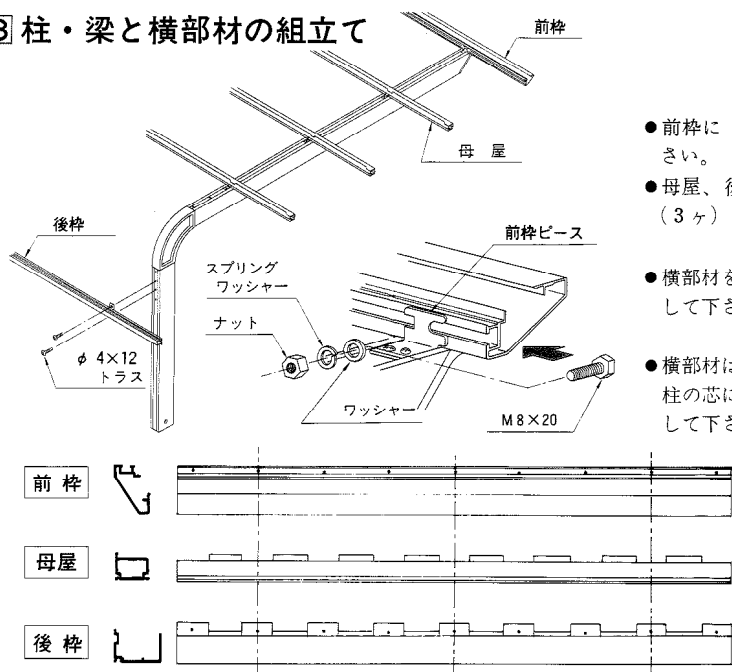 3 柱・梁と横部材の組立て
前枠
母屋
後枠
前枠ピース
スプリング
ワッシャー
ナット
φ 4×12
トラス
ワッシャー
M8×20
●前枠に
さい。
●母屋、後
(3ヶ)
●横部材を
して下さ
●横部材は
柱の芯に
して下さ
前枠
母屋
後枠